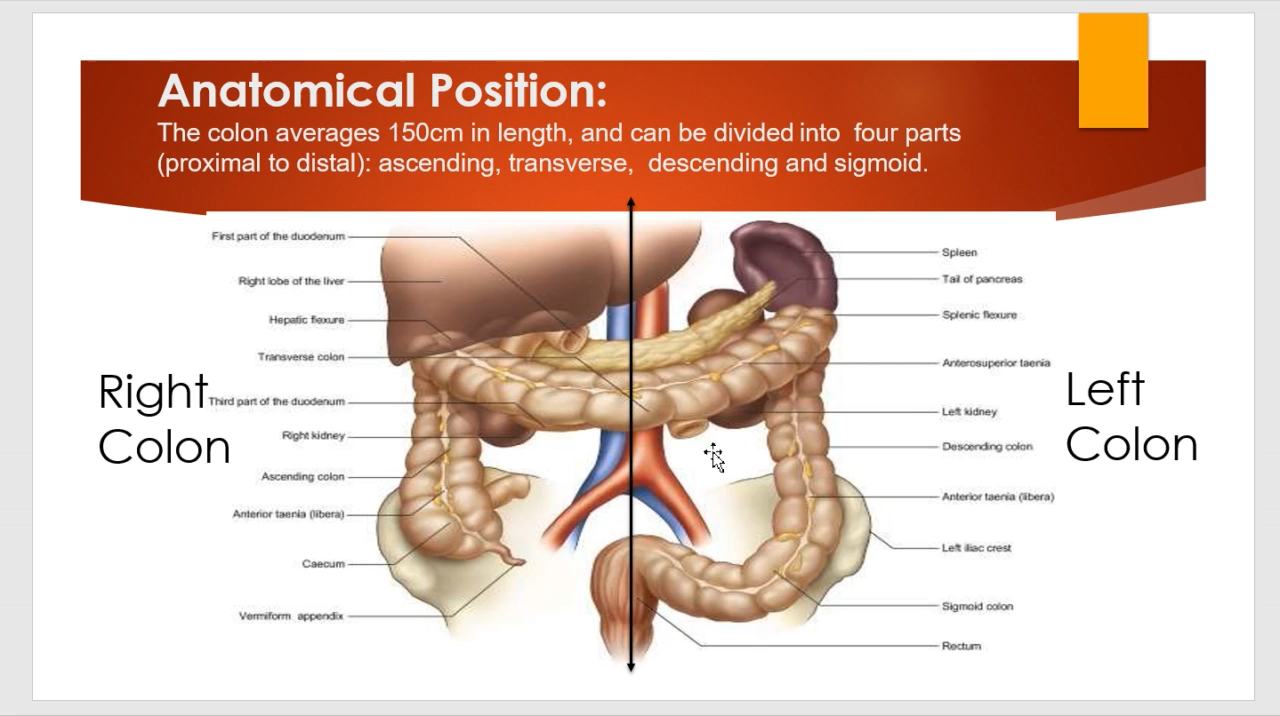 Anatomical Position:
The colon averages 150cm in length, and can be divided into four parts
(proximal to distal): ascending, transverse, descending and sigmoid.
First part of the duodenum
Right lobe of the liver
Hepatic flexure
Transverse colon
Third part of the duodenum
Right kidney
Ascending colon
Anterior taenia (libera)
Caecum
Vermiform appendix
Right
Colon
Spleen
Tail of pancreas
Splenic flexure
Anterosuperior taenia
Left kidney
Descending colon
Anterior taenia (libera)
Left iliac crest
Sigmoid colon
Rectum
Left
Colon